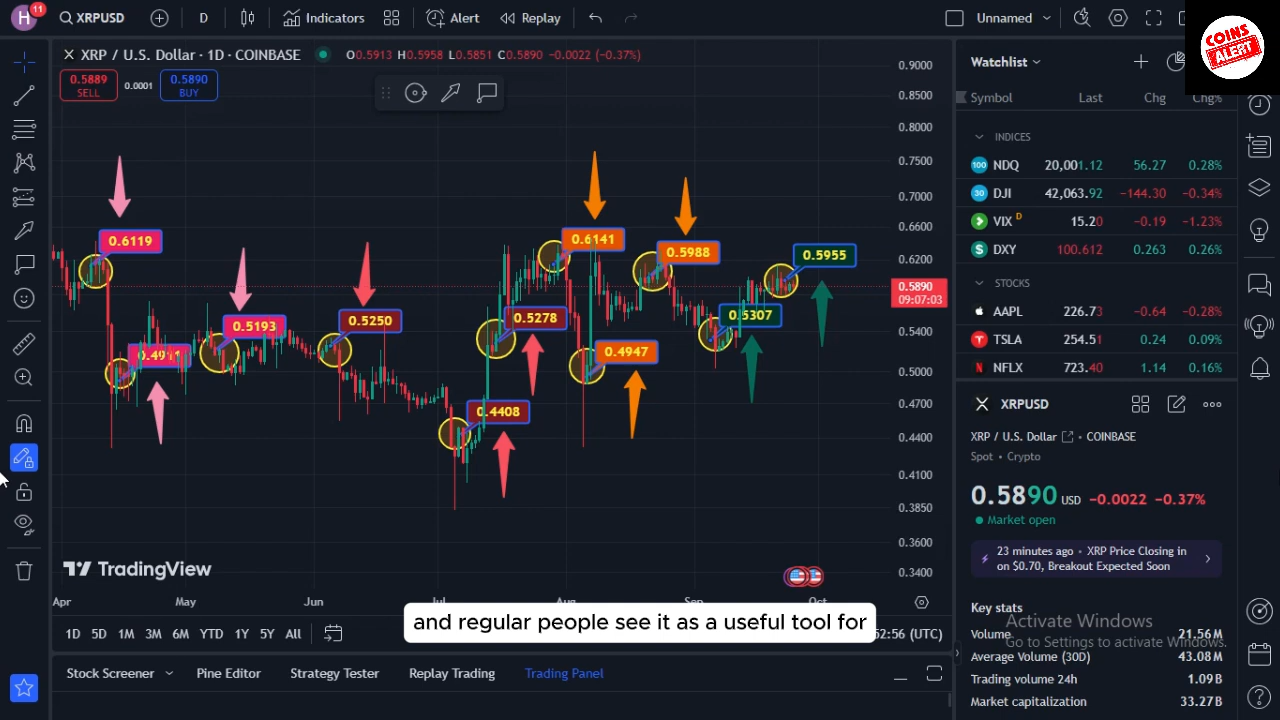 H
11
XRPUSD
D
Indicators
Alert
Replay
Unnamed
COINS
ALERT
XRP / U.S. Dollar · 1D · COINBASE
O0.5913 H0.5958 L0.5851 C0.5890 −0.0022 (−0.37%)
0.5889
SELL
0.0001
0.5890
BUY
0.9000
0.8500
0.8000
0.7500
0.7000
0.6600
0.6200
0.5890
09:07:03
0.5400
0.5000
0.4700
0.4400
0.4100
0.3850
0.3600
0.3400
0.6119
0.4911
0.5193
0.5250
0.4408
0.5278
0.6141
0.4947
0.5988
0.5307
0.5955
TradingView
Apr
May
Jun
Jul
Aug
Sep
Oct
and regular people see it as a useful tool for
1D 5D 1M 3M 6M YTD 1Y 5Y All
52:56 (UTC)
Stock Screener
Pine Editor
Strategy Tester
Replay Trading
Trading Panel
Watchlist
Symbol Last Chg Chg%
INDICES
100 NDQ 20,001.12 56.27 0.28%
30 DJI 42,063.92 −144.30 −0.34%
VIX D 15.20 −0.19 −1.23%
$ DXY 100.612 0.263 0.26%
STOCKS
AAPL 226.73 −0.64 −0.28%
TSLA 254.51 0.24 0.09%
NFLX 723.40 1.14 0.16%
XRPUSD
XRP / U.S. Dollar COINBASE
Spot • Crypto
0.5890 USD −0.0022 −0.37%
Market open
23 minutes ago • XRP Price Closing in
on $0.70, Breakout Expected Soon
Key stats
Activate Windows
Volume 21.56M
Go to Settings to activate Windows.
Average Volume (30D) 43.08M
Trading volume 24h 1.09B
Market capitalization 33.27B